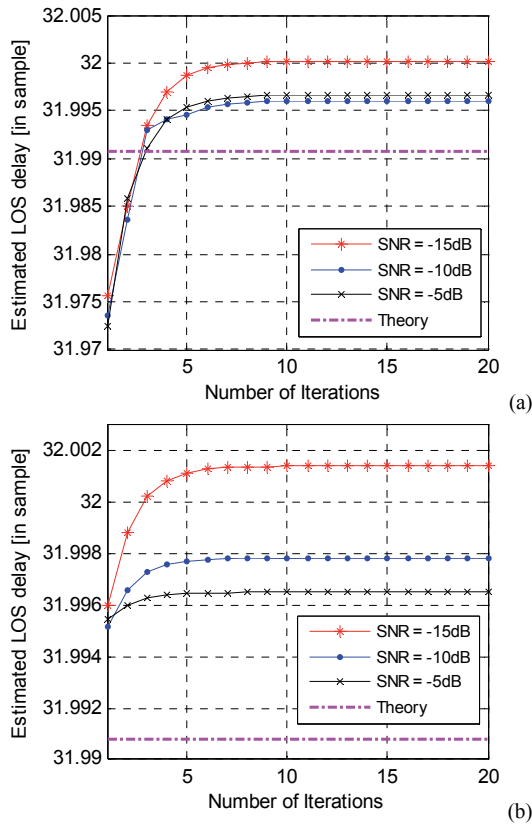 (a)
32.005
32
31.995
31.99
31.985
31.98
31.975
31.97
Estimated LOS delay [in sample]
SNR = -15dB
SNR = -10dB
SNR = -5dB
Theory
5
10
15
20
Number of Iterations
(a)
32.002
32
31.998
31.996
31.994
31.992
31.99
Estimated LOS delay [in sample]
SNR = -15dB
SNR = -10dB
SNR = -5dB
Theory
5
10
15
20
Number of Iterations
(b)